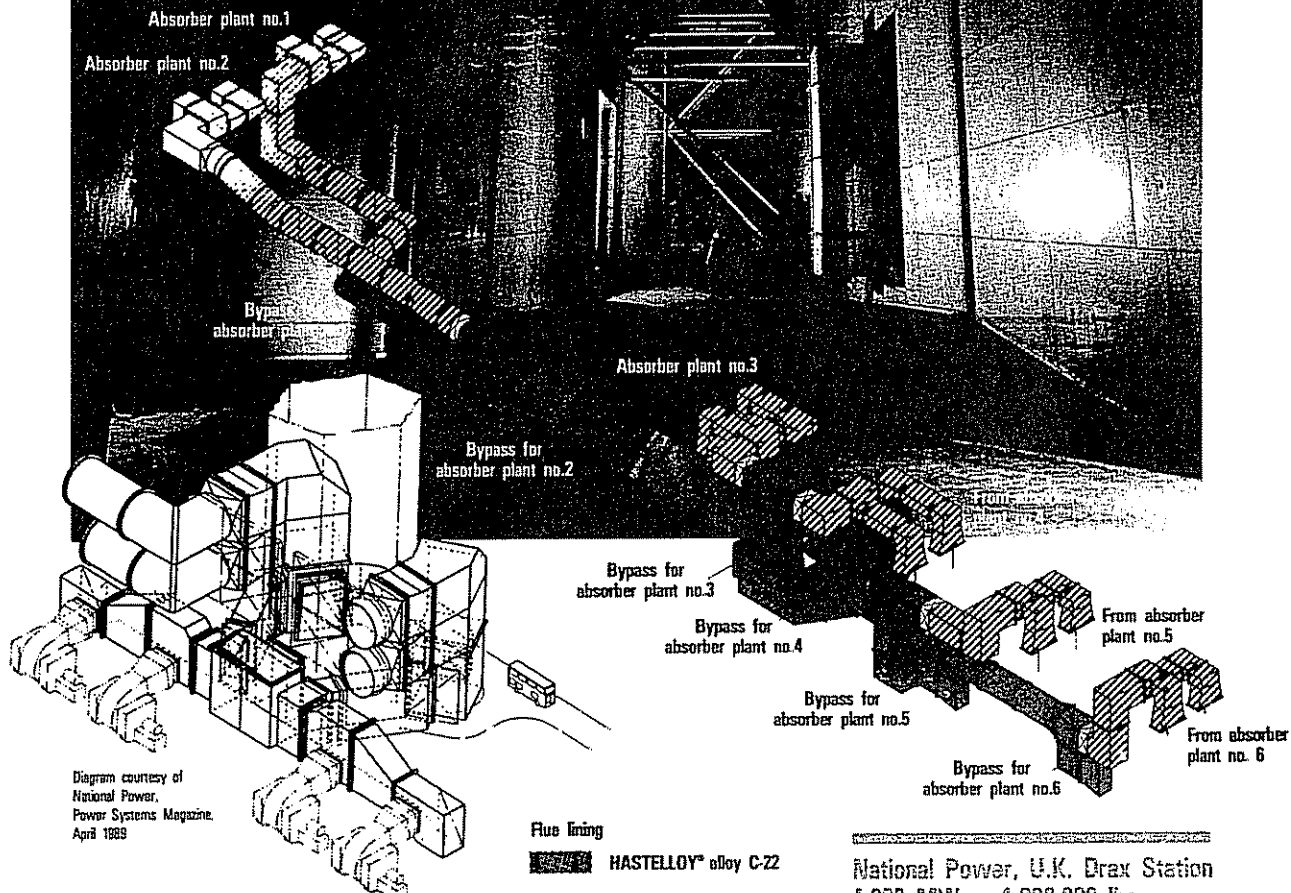 Absorber plant no.1
Absorber plant no.2
Bypass
absorber plant
Absorber plant no.3
Bypass for
absorber plant no.2
From
Bypass for
absorber plant no.3
Bypass for
absorber plant no.4
From absorber
plant no.5
Bypass for
absorber plant no.5
From absorber
plant no. 6
Bypass for
absorber plant no.6
Diagram courtesy of
National Power,
Power Systems Magazine,
April 1989
Flue lining
HASTELLOY® alloy C-22
National Power, U.K. Drax Station